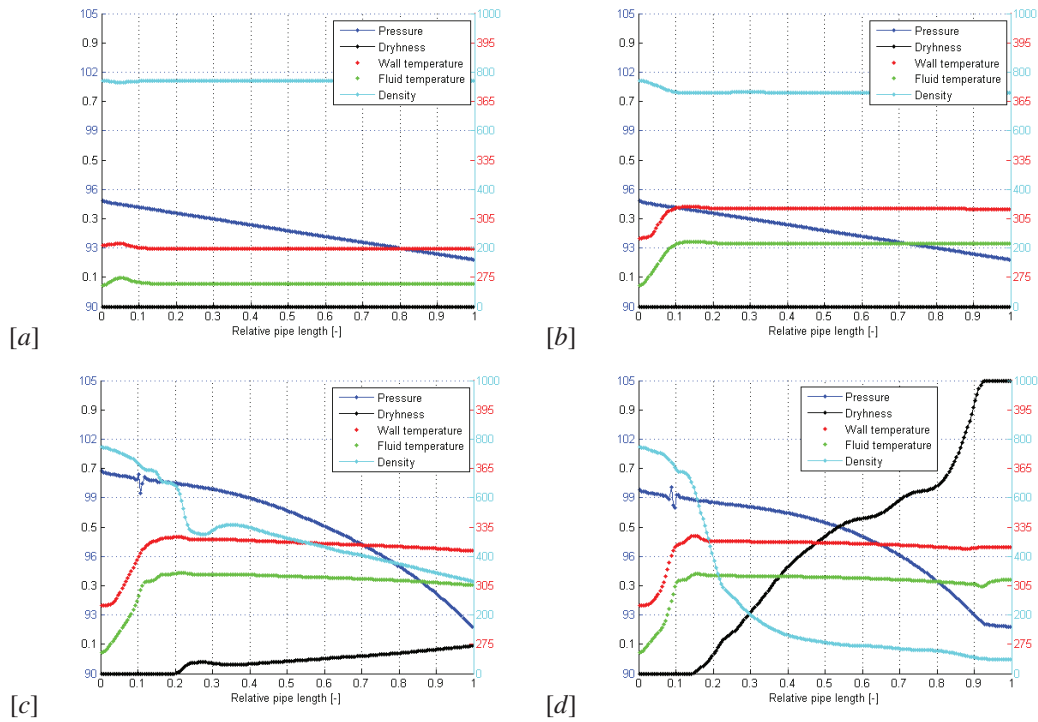 105 1000
0.9 395
102 800
0.7 365
99 600
0.5 335
96 400
0.3 305
93 200
0.1 275
90 0
0 0.1 0.2 0.3 0.4 0.5 0.6 0.7 0.8 0.9 1
Relative pipe length [-]
Pressure
Dryhness
Wall temperature
Fluid temperature
Density
[a]
105 1000
0.9 395
102 800
0.7 365
99 600
0.5 335
96 400
0.3 305
93 200
0.1 275
90 0
0 0.1 0.2 0.3 0.4 0.5 0.6 0.7 0.8 0.9 1
Relative pipe length [-]
Pressure
Dryhness
Wall temperature
Fluid temperature
Density
[b]
105 1000
0.9 395
102 800
0.7 365
99 600
0.5 335
96 400
0.3 305
93 200
0.1 275
90 0
0 0.1 0.2 0.3 0.4 0.5 0.6 0.7 0.8 0.9 1
Relative pipe length [-]
Pressure
Dryhness
Wall temperature
Fluid temperature
Density
[c]
105 1000
0.9 395
102 800
0.7 365
99 600
0.5 335
96 400
0.3 305
93 200
0.1 275
90 0
0 0.1 0.2 0.3 0.4 0.5 0.6 0.7 0.8 0.9 1
Relative pipe length [-]
Pressure
Dryhness
Wall temperature
Fluid temperature
Density
[d]